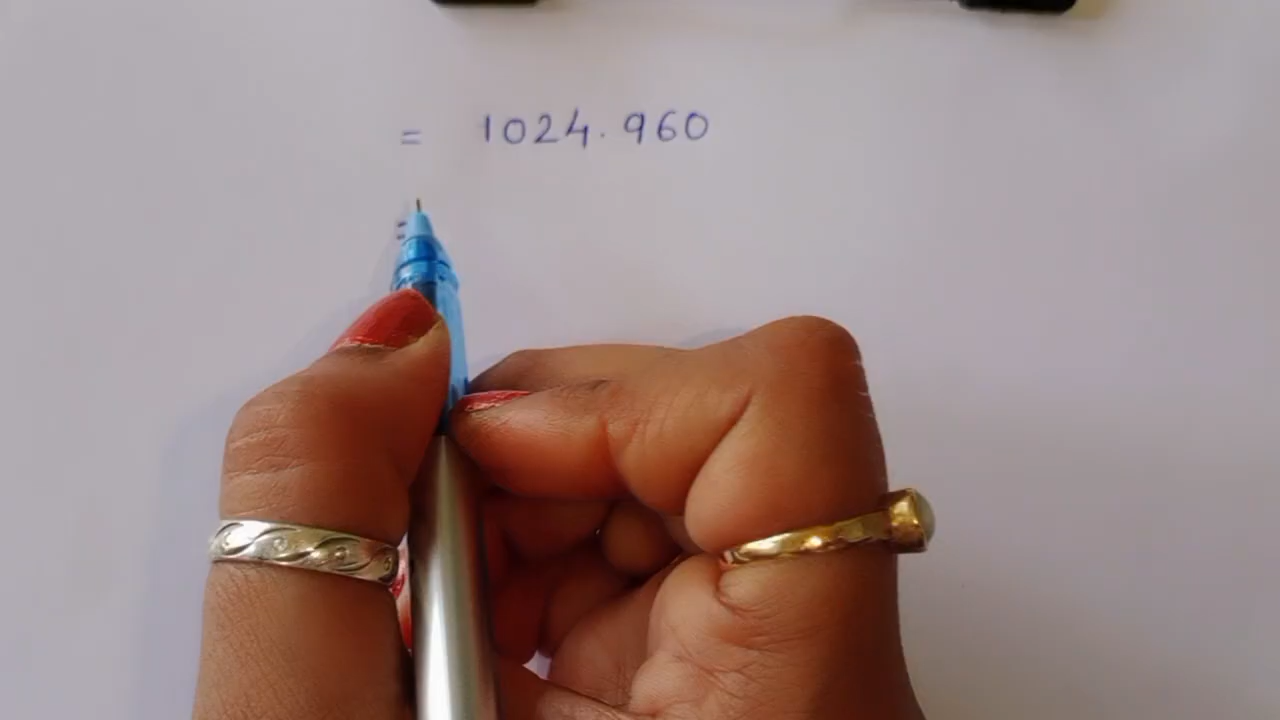 = 1024.960
=